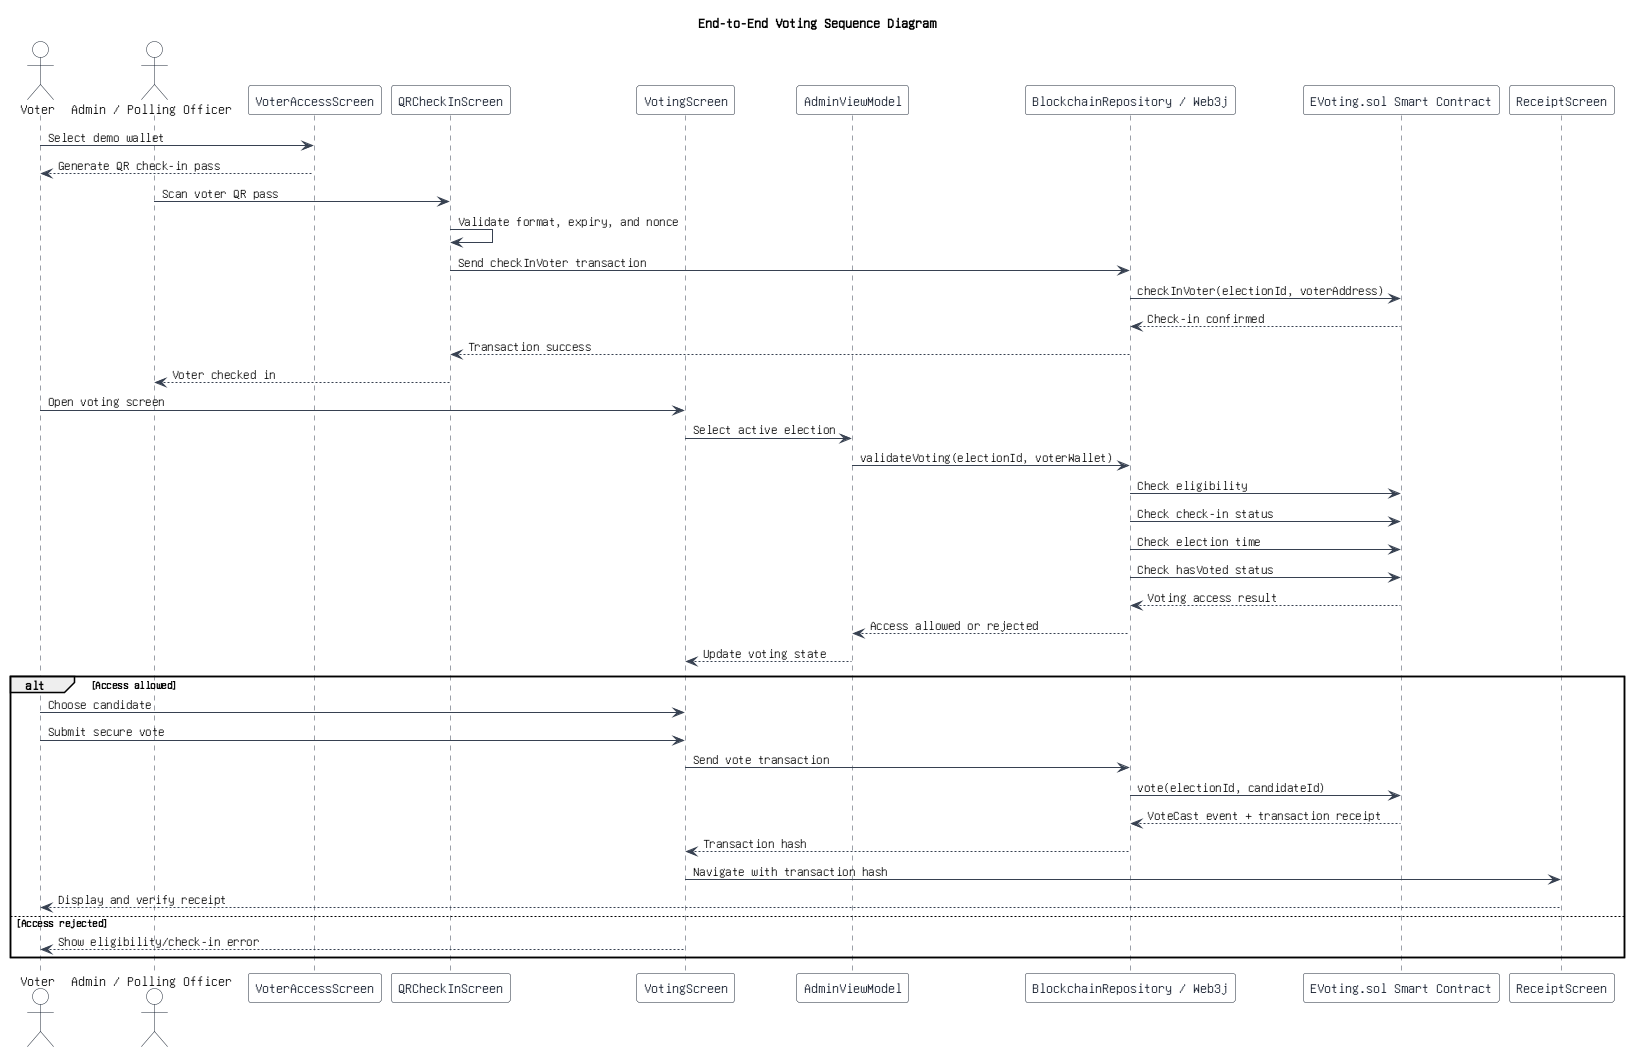 End-to-End Voting Sequence Diagram
Voter
Admin / Polling Officer
VoterAccessScreen
QRCheckInScreen
VotingScreen
AdminViewModel
BlockchainRepository / Web3j
EVoting.sol Smart Contract
ReceiptScreen
Select demo wallet
Generate QR check-in pass
Scan voter QR pass
Validate format, expiry, and nonce
Send checkInVoter transaction
checkInVoter(electionId, voterAddress)
Check-in confirmed
Transaction success
Voter checked in
Open voting screen
Select active election
validateVoting(electionId, voterWallet)
Check eligibility
Check check-in status
Check election time
Check hasVoted status
Voting access result
Access allowed or rejected
Update voting state
alt
[Access allowed]
Choose candidate
Submit secure vote
Send vote transaction
vote(electionId, candidateId)
VoteCast event + transaction receipt
Transaction hash
Navigate with transaction hash
Display and verify receipt
[Access rejected]
Show eligibility/check-in error
Voter
Admin / Polling Officer
VoterAccessScreen
QRCheckInScreen
VotingScreen
AdminViewModel
BlockchainRepository / Web3j
EVoting.sol Smart Contract
ReceiptScreen